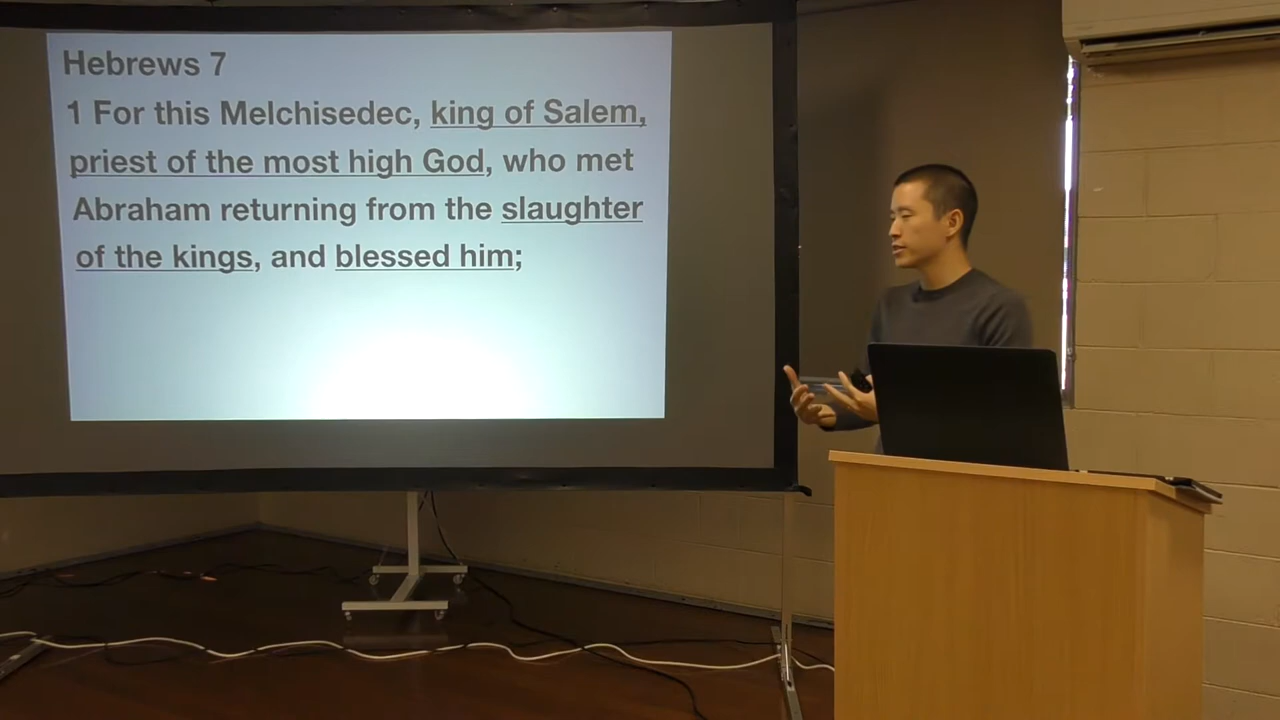 Hebrews 7
1 For this Melchisedec, king of Salem,
priest of the most high God, who met
Abraham returning from the slaughter
of the kings, and blessed him;